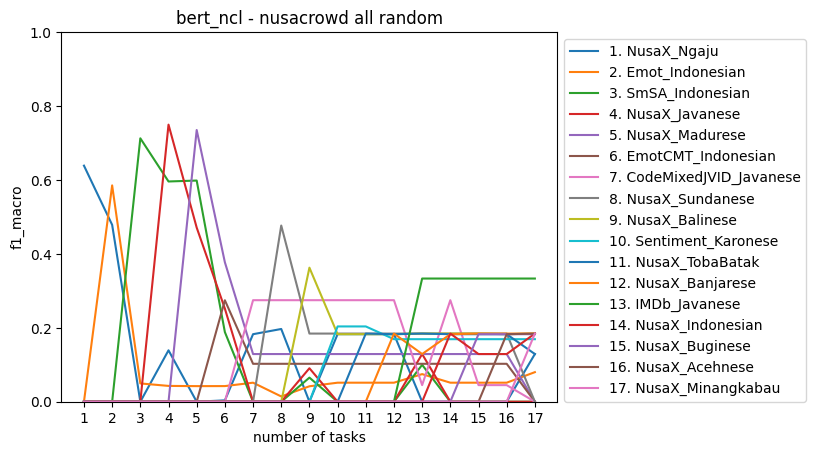 bert_ncl - nusacrowd all random
1.0
0.8
0.6
0.4
0.2
0.0
f1_macro
1 2 3 4 5 6 7 8 9 10 11 12 13 14 15 16 17
number of tasks
1. NusaX_Ngaju
2. Emot_Indonesian
3. SmSA_Indonesian
4. NusaX_Javanese
5. NusaX_Madurese
6. EmotCMT_Indonesian
7. CodeMixedJVID_Javanese
8. NusaX_Sundanese
9. NusaX_Balinese
10. Sentiment_Karonese
11. NusaX_TobaBatak
12. NusaX_Banjarese
13. IMDb_Javanese
14. NusaX_Indonesian
15. NusaX_Buginese
16. NusaX_Acehnese
17. NusaX_Minangkabau